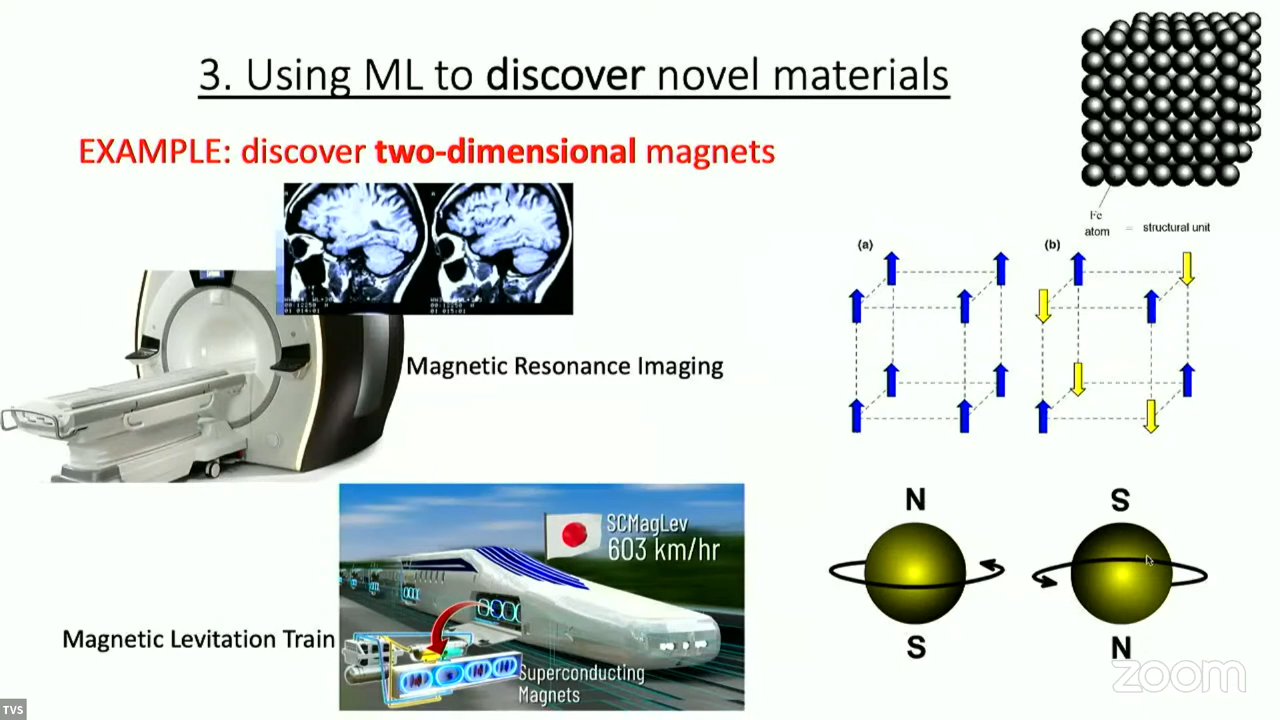 3. Using ML to discover novel materials
EXAMPLE: discover two-dimensional magnets
Fe
atom = structural unit
(a)
(b)
Magnetic Resonance Imaging
N
S
SCMagLev
603 km/hr
Magnetic Levitation Train
Superconducting
Magnets
S
N
zoom
TVS